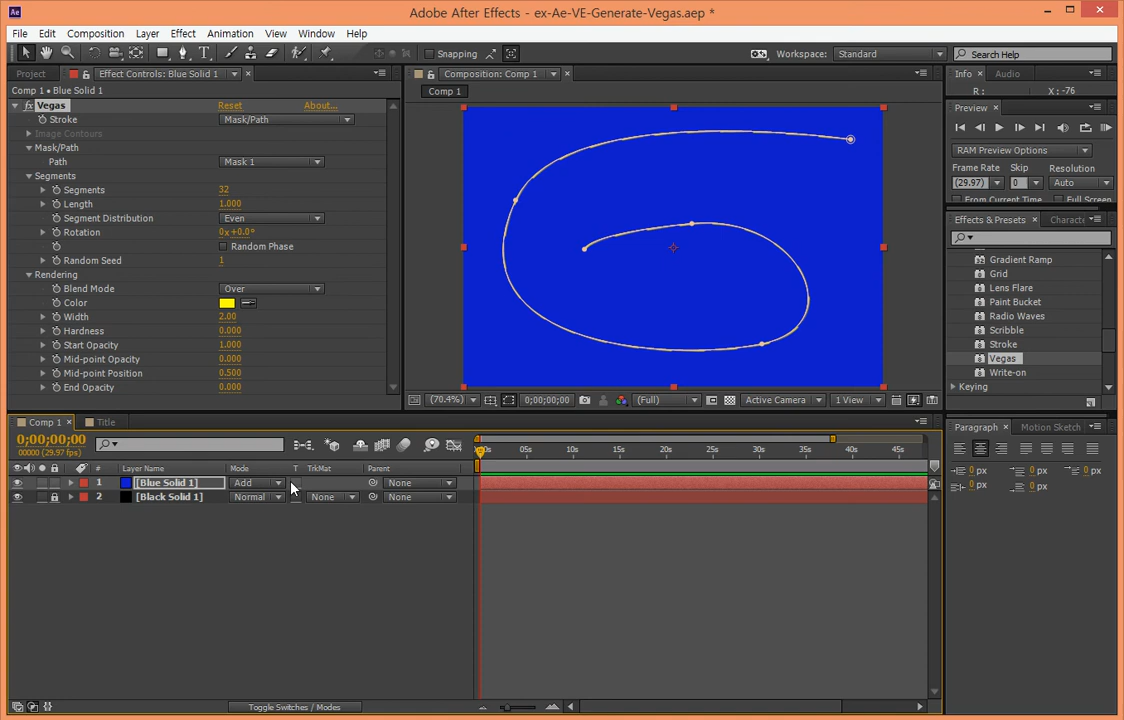 Ae
Adobe After Effects - ex-Ae-VE-Generate-Vegas.aep *
File Edit Composition Layer Effect Animation View Window Help
Snapping
Workspace: Standard
Search Help
Project Effect Controls: Blue Solid 1
Comp 1 • Blue Solid 1
fx Vegas Reset About...
Stroke Mask/Path
Image Contours
Mask/Path
Path Mask 1
Segments
Segments 32
Length 1.000
Segment Distribution Even
Rotation 0x+0.0°
Random Phase
Random Seed 1
Rendering
Blend Mode Over
Color
Width 2.00
Hardness 0.000
Start Opacity 1.000
Mid-point Opacity 0.000
Mid-point Position 0.500
End Opacity 0.000
Composition: Comp 1
Comp 1
(70.4%) 0;00;00;00 (Full) Active Camera 1 View
Info Audio
R : X : -76
Preview
RAM Preview Options
Frame Rate Skip Resolution
(29.97) 0 Auto
From Current Time Full Screen
Effects & Presets Characte
Gradient Ramp
Grid
Lens Flare
Paint Bucket
Radio Waves
Scribble
Stroke
Vegas
Write-on
Keying
Comp 1 Title
0;00;00;00
00000 (29.97 fps)
# Layer Name Mode T TrkMat Parent
1 [Blue Solid 1] Add None
2 [Black Solid 1] Normal None None
05s 10s 15s 20s 25s 30s 35s 40s 45s
Toggle Switches / Modes
Paragraph Motion Sketch
0 px 0 px 0 px
0 px 0 px